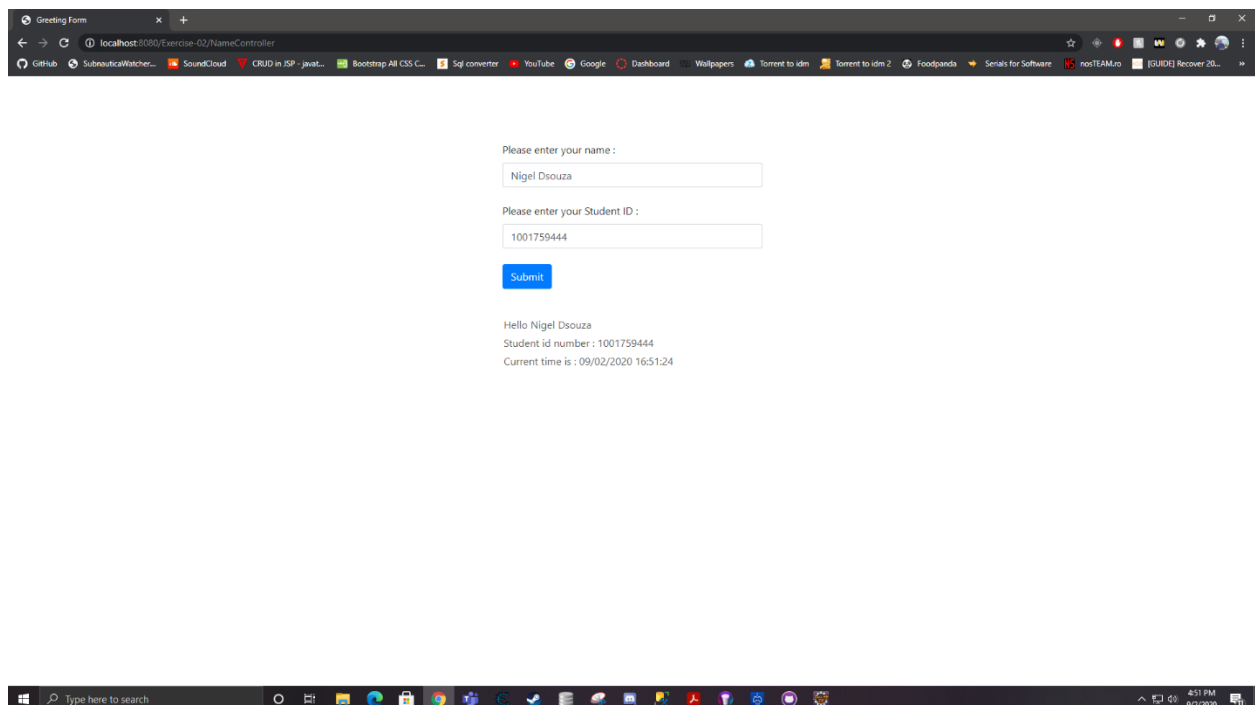 Greeting Form
localhost:8080/Exercise-02/NameController
GitHub SubnauticaWatcher... SoundCloud CRUD in JSP - javat... Bootstrap All CSS C... Sql converter YouTube Google Dashboard Wallpapers Torrent to idm Torrent to idm 2 Foodpanda Serials for Software nosTEAM.ro [GUIDE] Recover 20... »
Please enter your name :
Nigel Dsouza
Please enter your Student ID :
1001759444
Submit
Hello Nigel Dsouza
Student id number : 1001759444
Current time is : 09/02/2020 16:51:24
Type here to search
4:51 PM
9/2/2020